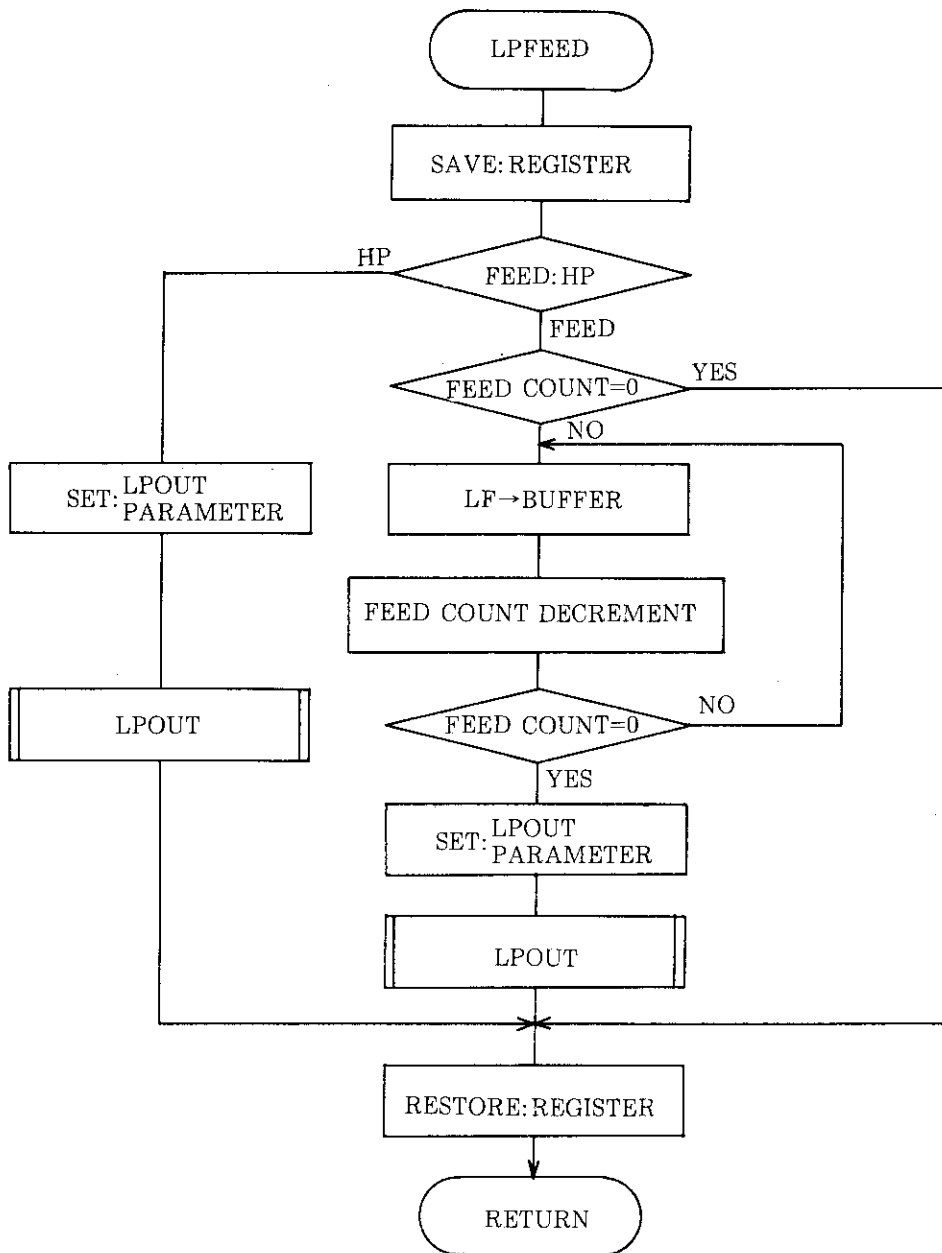 LPFEED
SAVE:REGISTER
HP
FEED:HP
FEED
FEED COUNT=0
YES
NO
SET:LPOUT
PARAMETER
LF→BUFFER
FEED COUNT DECREMENT
LPOUT
FEED COUNT=0
NO
YES
SET:LPOUT
PARAMETER
LPOUT
RESTORE:REGISTER
RETURN